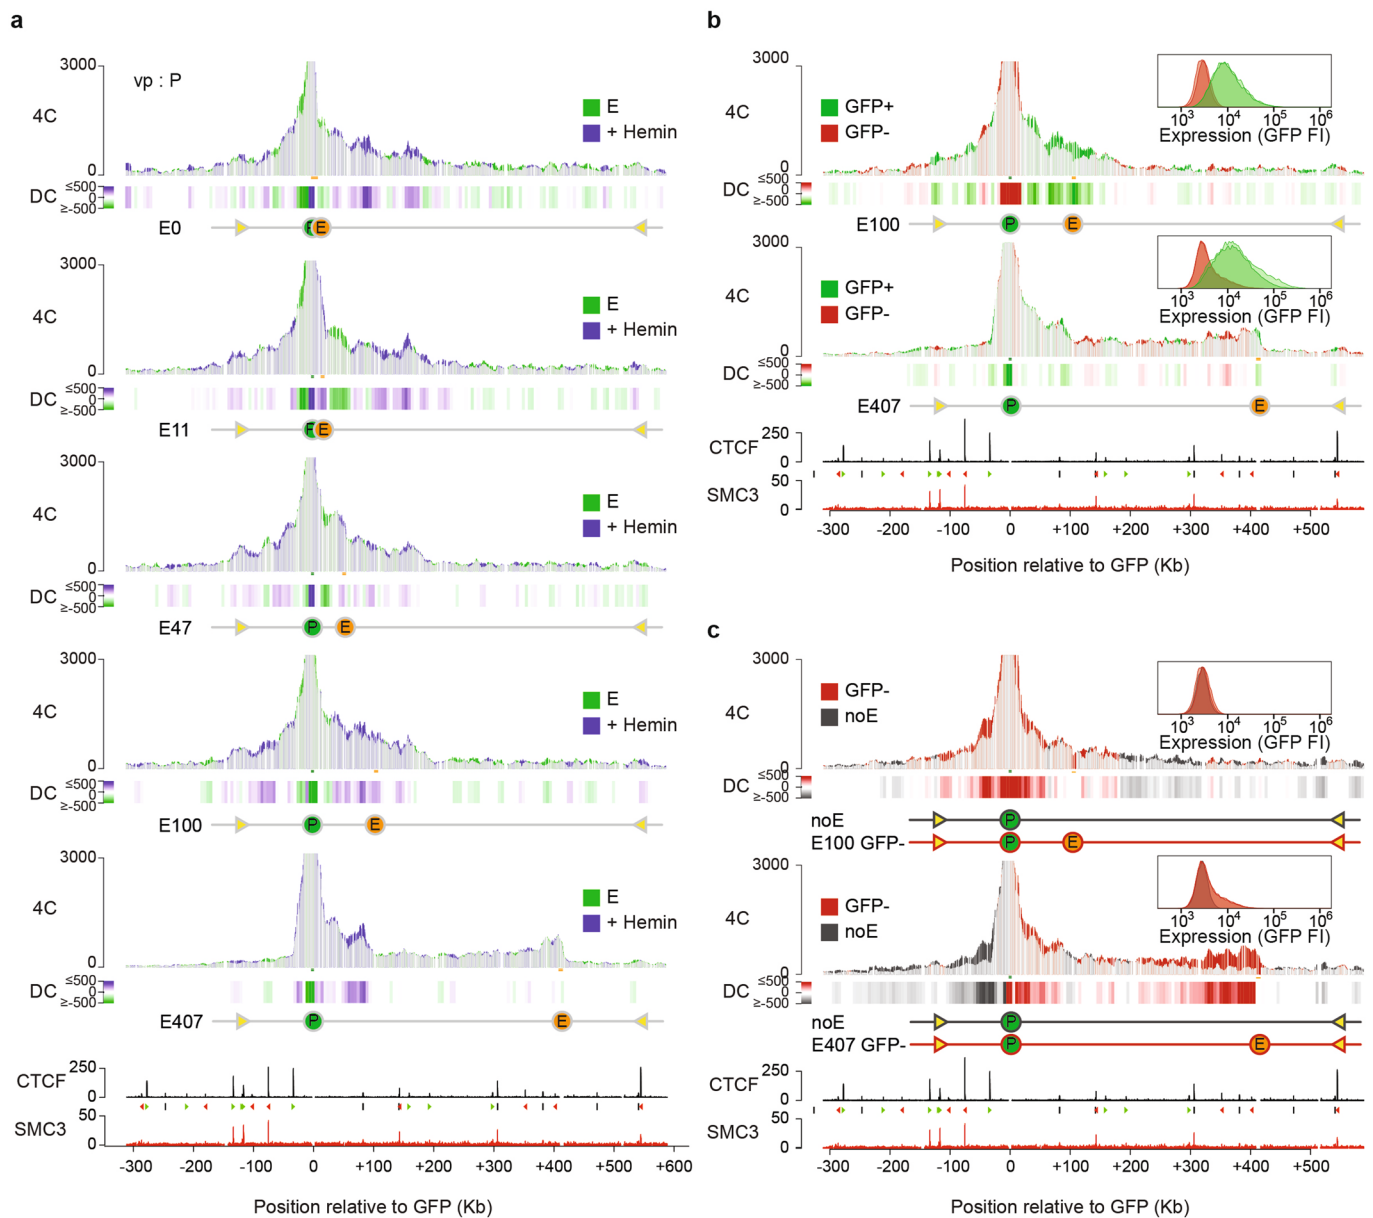 a
vp : P
3000
4C
0
E
+ Hemin
DC
≤500
0
≥-500
E0
P
E
3000
4C
0
E
+ Hemin
DC
≤500
0
≥-500
E11
P
E
3000
4C
0
E
+ Hemin
DC
≤500
0
≥-500
E47
P
E
3000
4C
0
E
+ Hemin
DC
≤500
0
≥-500
E100
P
E
3000
4C
0
E
+ Hemin
DC
≤500
0
≥-500
E407
P
E
CTCF
250
0
SMC3
50
0
-300 -200 -100 0 +100 +200 +300 +400 +500 +600
Position relative to GFP (Kb)
b
3000
4C
0
GFP+
GFP-
10³ 10⁴ 10⁵ 10⁶
Expression (GFP FI)
DC
≤500
0
≥-500
E100
P
E
3000
4C
0
GFP+
GFP-
10³ 10⁴ 10⁵ 10⁶
Expression (GFP FI)
DC
≤500
0
≥-500
E407
P
E
CTCF
250
0
SMC3
50
0
-300 -200 -100 0 +100 +200 +300 +400 +500
Position relative to GFP (Kb)
c
3000
4C
0
GFP-
noE
10³ 10⁴ 10⁵ 10⁶
Expression (GFP FI)
DC
≤500
0
≥-500
noE
P
E100 GFP-
P
E
3000
4C
0
GFP-
noE
10³ 10⁴ 10⁵ 10⁶
Expression (GFP FI)
DC
≤500
0
≥-500
noE
P
E407 GFP-
P
E
CTCF
250
0
SMC3
50
0
-300 -200 -100 0 +100 +200 +300 +400 +500
Position relative to GFP (Kb)